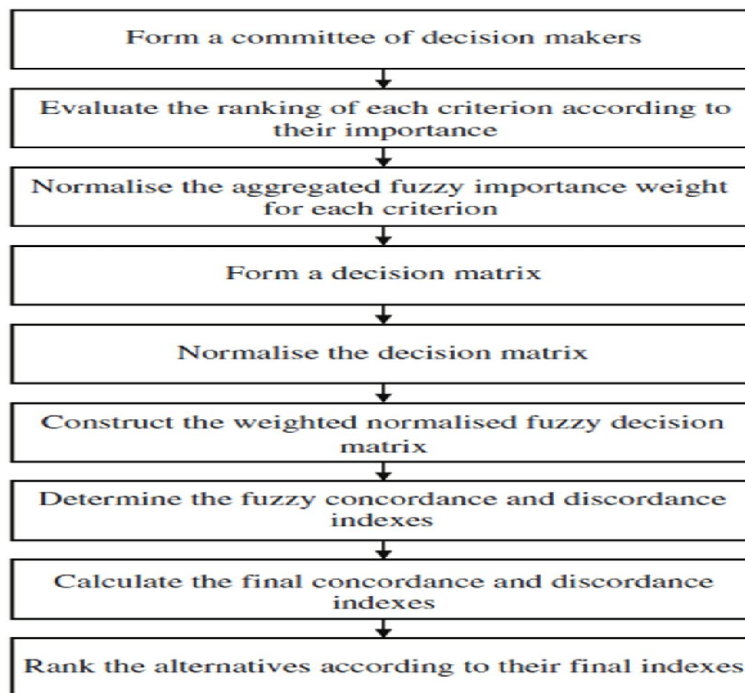 Form a committee of decision makers
Evaluate the ranking of each criterion according to
their importance
Normalise the aggregated fuzzy importance weight
for each criterion
Form a decision matrix
Normalise the decision matrix
Construct the weighted normalised fuzzy decision
matrix
Determine the fuzzy concordance and discordance
indexes
Calculate the final concordance and discordance
indexes
Rank the alternatives according to their final indexes